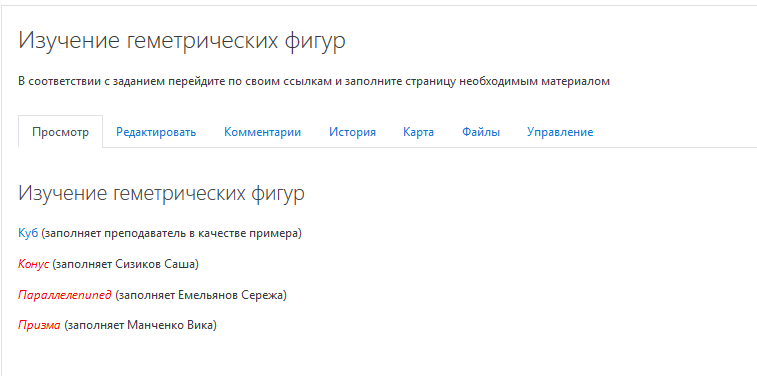 Изучение геметрических фигур
В соответствии с заданием перейдите по своим ссылкам и заполните страницу необходимым материалом
Просмотр Редактировать Комментарии История Карта Файлы Управление
Изучение геметрических фигур
Куб (заполняет преподаватель в качестве примера)
Конус (заполняет Сизиков Саша)
Параллелепипед (заполняет Емельянов Сережа)
Призма (заполняет Манченко Вика)